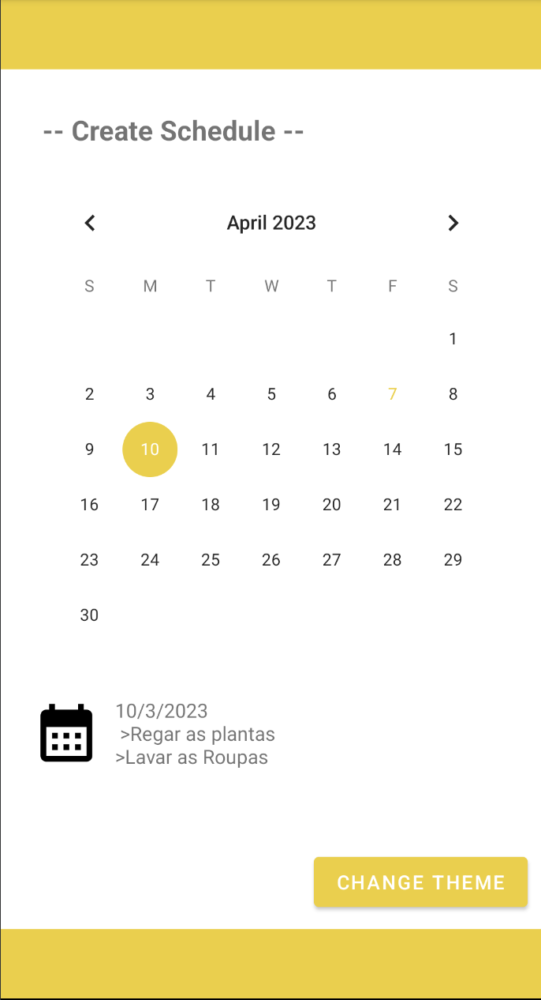 -- Create Schedule --
April 2023
S M T W T F S
1
2 3 4 5 6 7 8
9 10 11 12 13 14 15
16 17 18 19 20 21 22
23 24 25 26 27 28 29
30
10/3/2023
>Regar as plantas
>Lavar as Roupas
CHANGE THEME